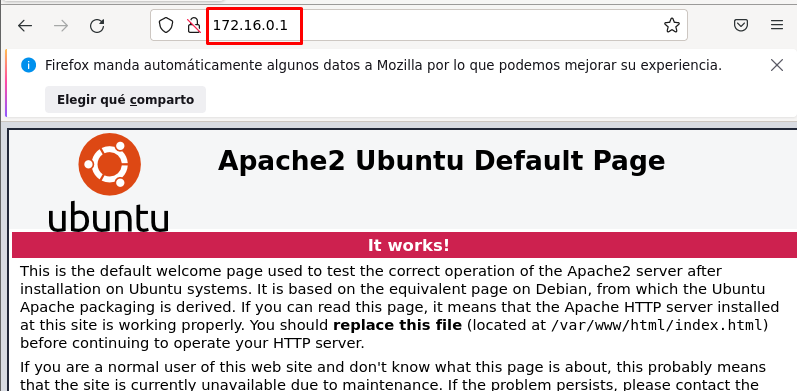 172.16.0.1
Firefox manda automáticamente algunos datos a Mozilla por lo que podemos mejorar su experiencia.
Elegir qué comparto
Apache2 Ubuntu Default Page
ubuntu
It works!
This is the default welcome page used to test the correct operation of the Apache2 server after
installation on Ubuntu systems. It is based on the equivalent page on Debian, from which the Ubuntu
Apache packaging is derived. If you can read this page, it means that the Apache HTTP server installed
at this site is working properly. You should replace this file (located at /var/www/html/index.html)
before continuing to operate your HTTP server.
If you are a normal user of this web site and don't know what this page is about, this probably means
that the site is currently unavailable due to maintenance. If the problem persists, please contact the